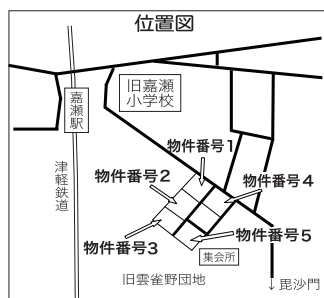 位置図
旧嘉瀬
小学校
嘉瀬駅
物件番号1
物件番号2
物件番号4
津軽鉄道
物件番号3
物件番号5
集会所
旧雲雀野団地
↓毘沙門